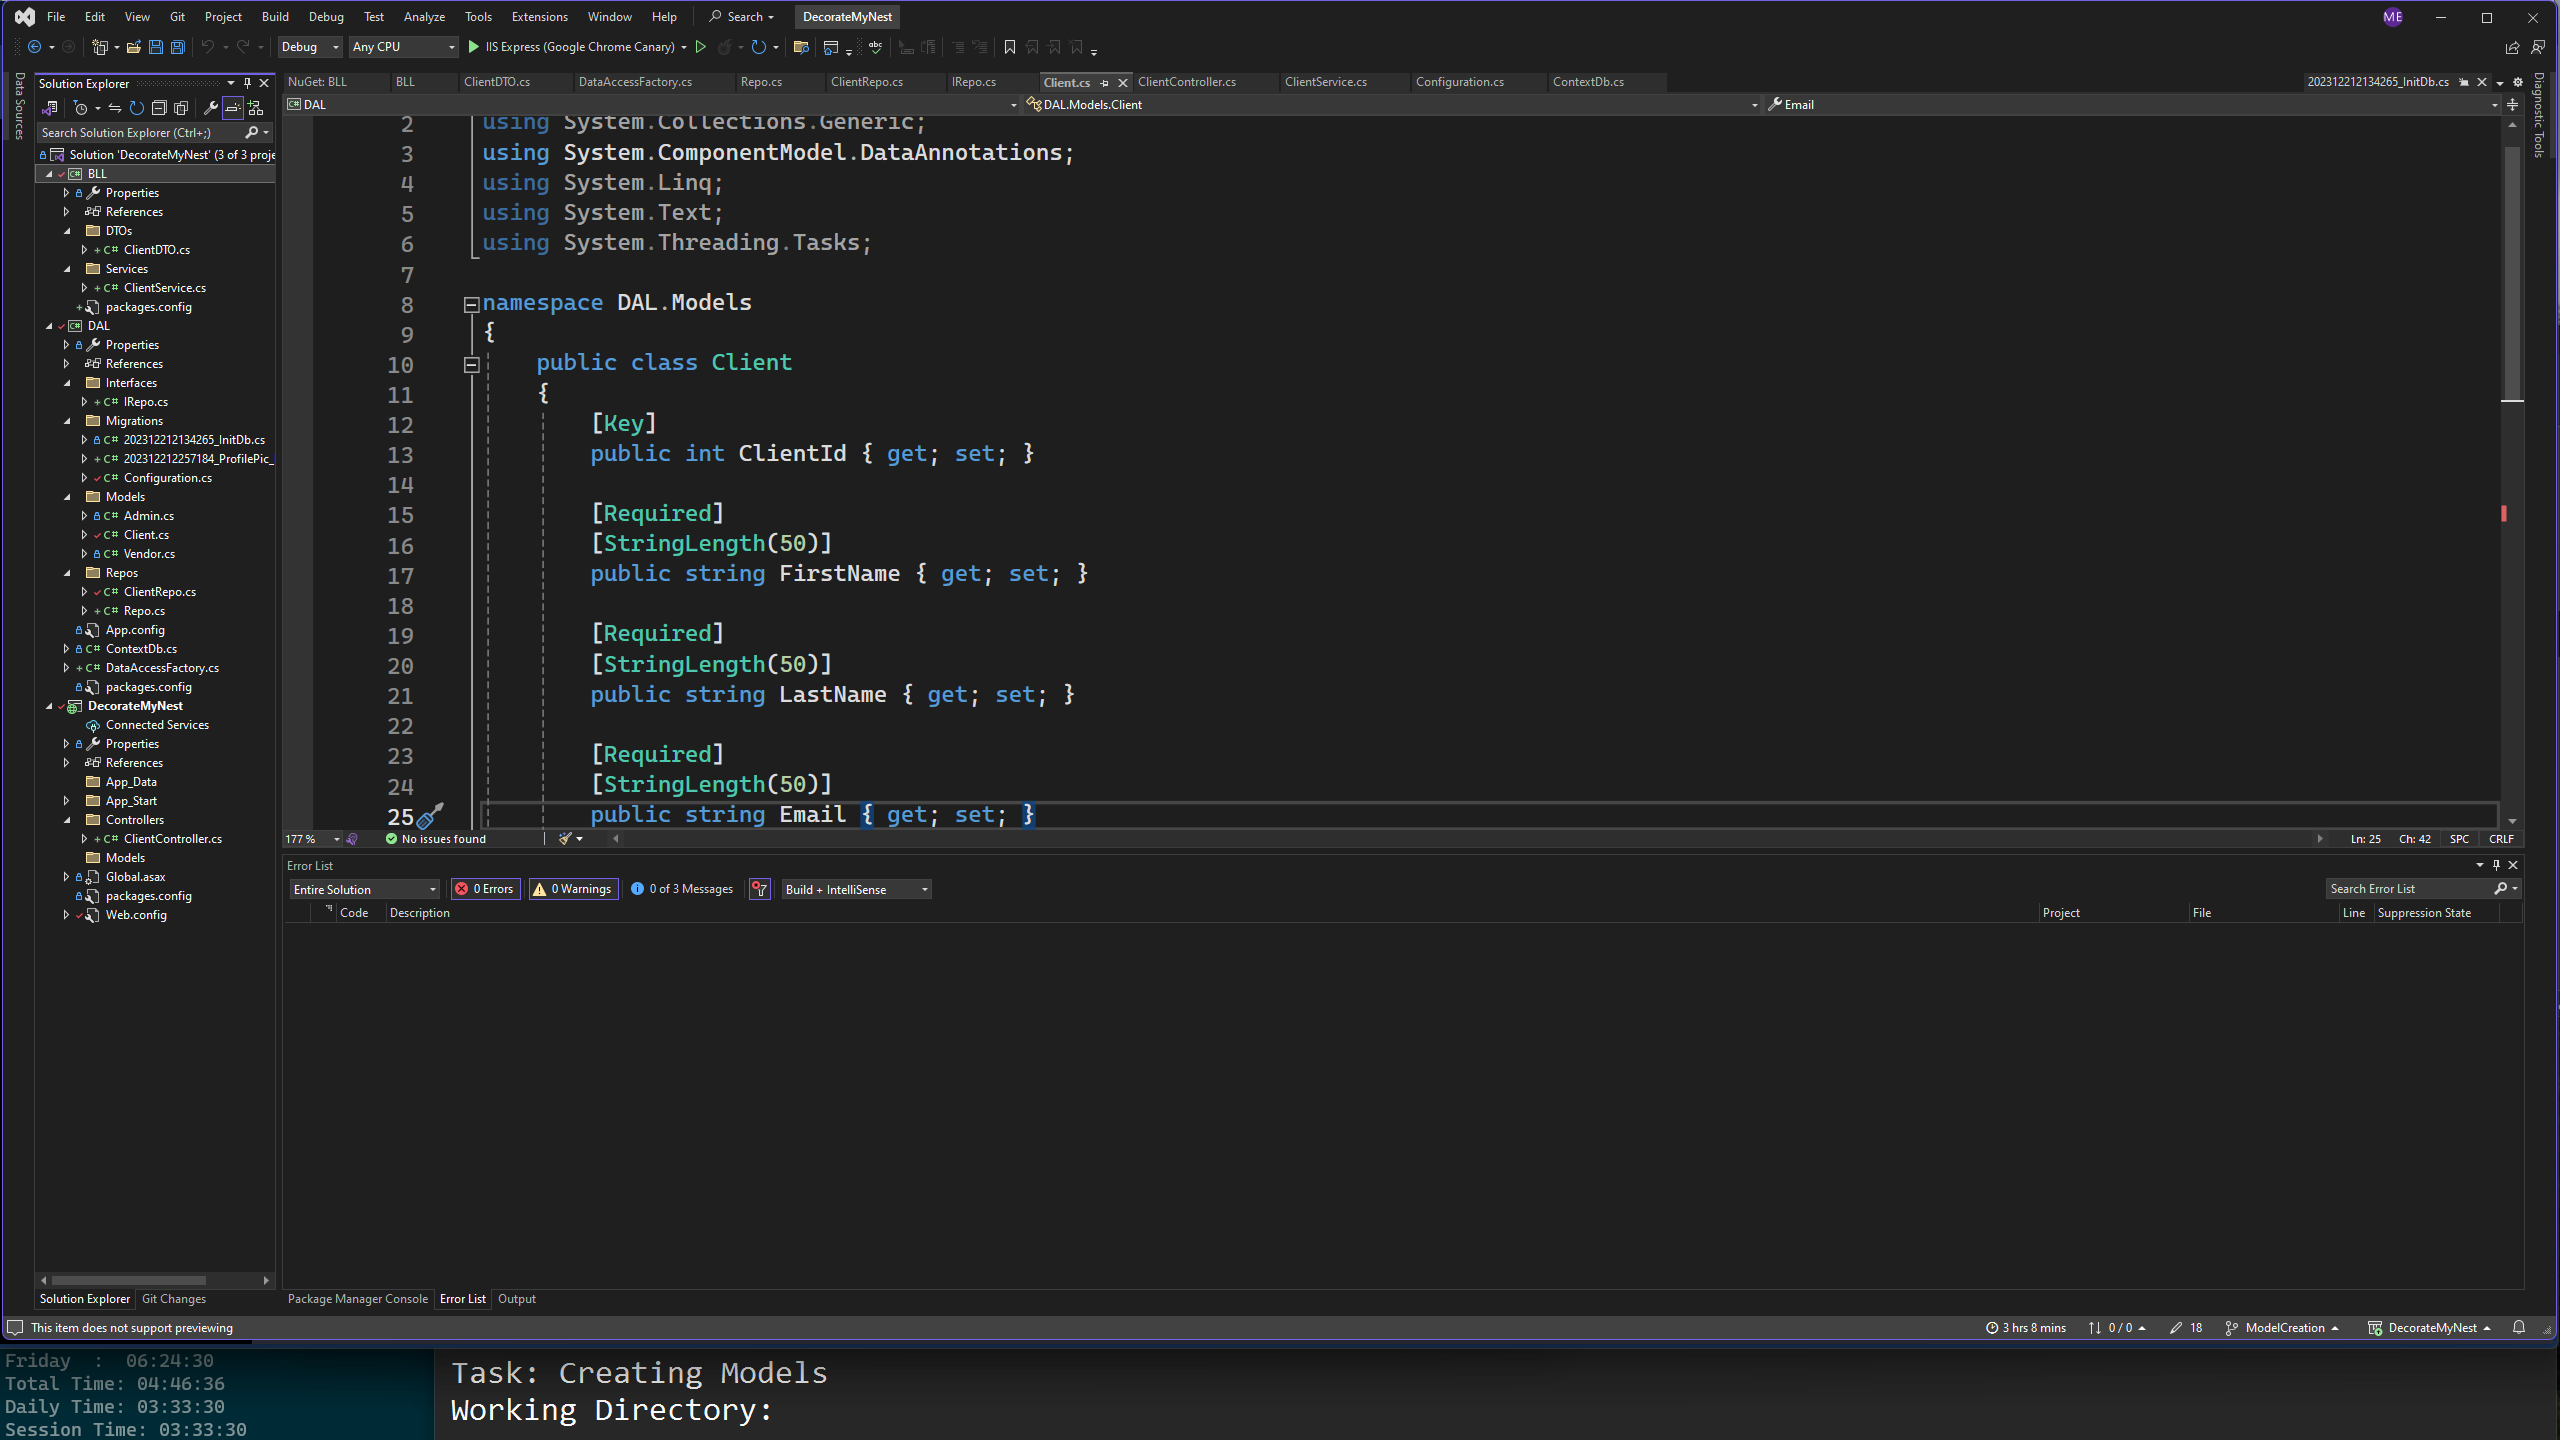 File Edit View Git Project Build Debug Test Analyze Tools Extensions Window Help Search DecorateMyNest ME
Debug Any CPU IIS Express (Google Chrome Canary)
Data Sources
Solution Explorer
Search Solution Explorer (Ctrl+;)
Solution 'DecorateMyNest' (3 of 3 proje
BLL
Properties
References
DTOs
ClientDTO.cs
Services
ClientService.cs
packages.config
DAL
Properties
References
Interfaces
IRepo.cs
Migrations
202312212134265_InitDb.cs
202312212257184_ProfilePic_
Configuration.cs
Models
Admin.cs
Client.cs
Vendor.cs
Repos
ClientRepo.cs
Repo.cs
App.config
ContextDb.cs
DataAccessFactory.cs
packages.config
DecorateMyNest
Connected Services
Properties
References
App_Data
App_Start
Controllers
ClientController.cs
Models
Global.asax
packages.config
Web.config
Solution Explorer Git Changes
NuGet: BLL BLL ClientDTO.cs DataAccessFactory.cs Repo.cs ClientRepo.cs IRepo.cs Client.cs ClientController.cs ClientService.cs Configuration.cs ContextDb.cs 202312212134265_InitDb.cs
DAL DAL.Models.Client Email
Diagnostic Tools
2 using System.Collections.Generic;
3 using System.ComponentModel.DataAnnotations;
4 using System.Linq;
5 using System.Text;
6 using System.Threading.Tasks;
7
8 namespace DAL.Models
9 {
10 public class Client
11 {
12 [Key]
13 public int ClientId { get; set; }
14
15 [Required]
16 [StringLength(50)]
17 public string FirstName { get; set; }
18
19 [Required]
20 [StringLength(50)]
21 public string LastName { get; set; }
22
23 [Required]
24 [StringLength(50)]
25 public string Email { get; set; }
177 % No issues found Ln: 25 Ch: 42 SPC CRLF
Error List
Entire Solution 0 Errors 0 Warnings 0 of 3 Messages Build + IntelliSense Search Error List
Code Description Project File Line Suppression State
Package Manager Console Error List Output
This item does not support previewing 3 hrs 8 mins 0 / 0 18 ModelCreation DecorateMyNest
Friday : 06:24:30
Total Time: 04:46:36
Daily Time: 03:33:30
Session Time: 03:33:30
Task: Creating Models
Working Directory: